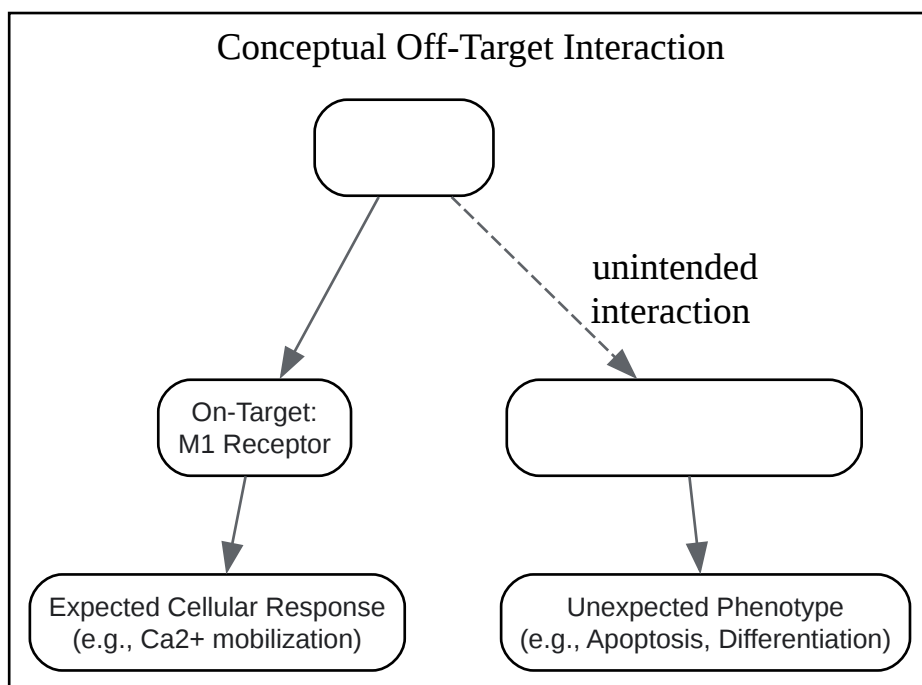 Conceptual Off-Target Interaction
unintended
interaction
On-Target:
M1 Receptor
Expected Cellular Response
(e.g., Ca2+ mobilization)
Unexpected Phenotype
(e.g., Apoptosis, Differentiation)